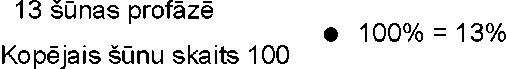 13 šūnas profāzē
Kopējais šūnu skaits 100
● 100% = 13%